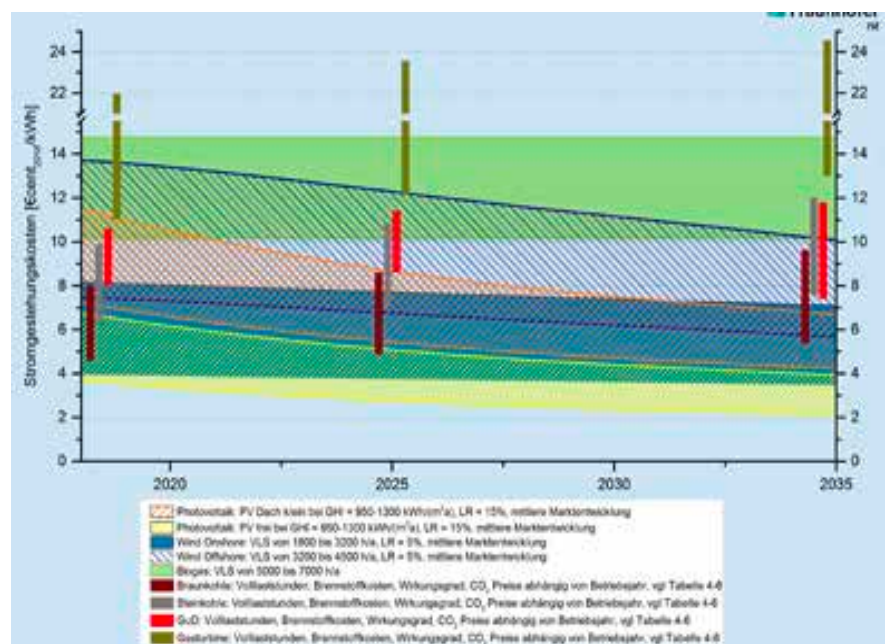 Fraunhofer
ISE
24
22
14
12
10
8
6
4
2
0
Stromgestehungskosten [€cent/kWh]
24
22
14
12
10
8
6
4
2
0
2020
2025
2030
2035
Photovoltaik: PV Dach klein bei GHI = 950-1300 kWh/(m²a), LR = 15%, mittlere Marktentwicklung
Photovoltaik: PV frei bei GHI = 950-1300 kWh/(m²a), LR = 15%, mittlere Marktentwicklung
Wind Onshore: VLS von 1800 bis 3200 h/a, LR = 5%, mittlere Marktentwicklung
Wind Offshore: VLS von 3200 bis 4500 h/a, LR = 5%, mittlere Marktentwicklung
Biogas: VLS von 5000 bis 7000 h/a
Braunkohle: Volllaststunden, Brennstoffkosten, Wirkungsgrad, CO₂ Preise abhängig von Betriebsjahr, vgl Tabelle 4-6
Steinkohle: Volllaststunden, Brennstoffkosten, Wirkungsgrad, CO₂ Preise abhängig von Betriebsjahr, vgl Tabelle 4-6
GuD: Volllaststunden, Brennstoffkosten, Wirkungsgrad, CO₂ Preise abhängig von Betriebsjahr, vgl Tabelle 4-6
Gasturbine: Volllaststunden, Brennstoffkosten, Wirkungsgrad, CO₂ Preise abhängig von Betriebsjahr, vgl Tabelle 4-6